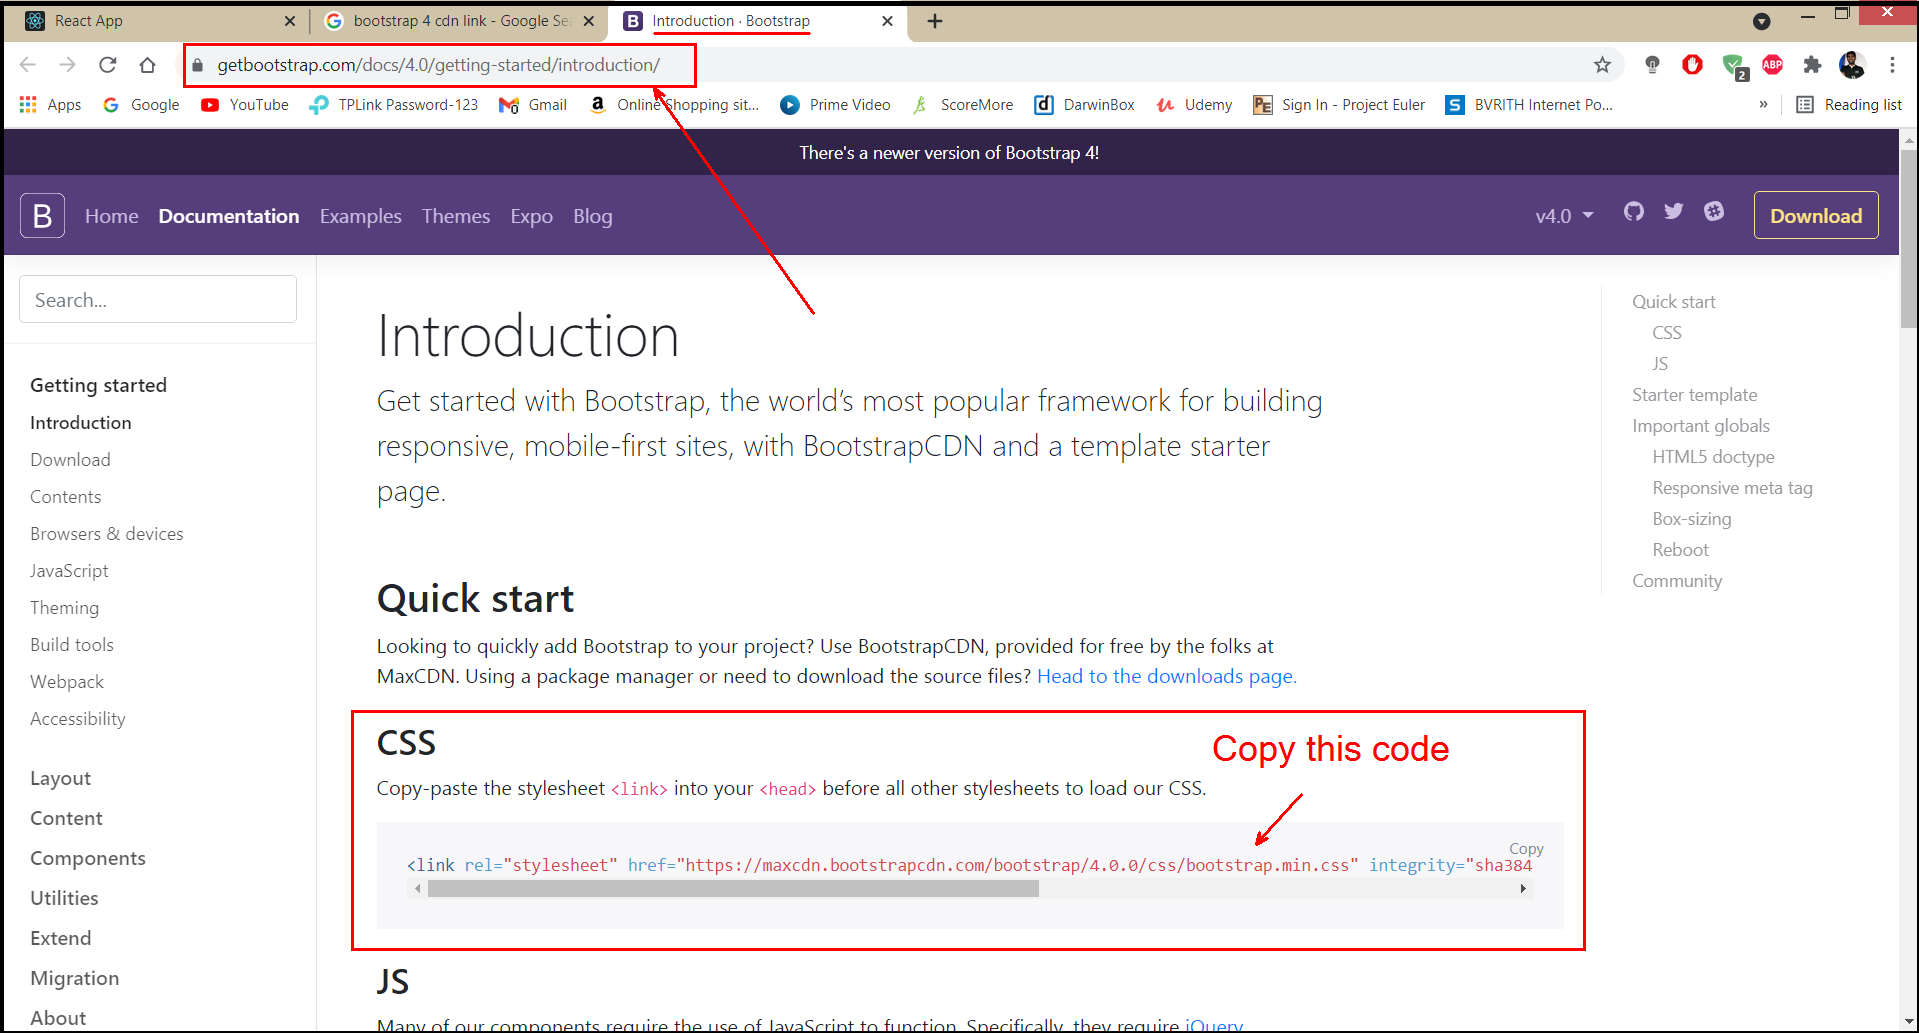 React App
bootstrap 4 cdn link - Google Se
Introduction · Bootstrap
getbootstrap.com/docs/4.0/getting-started/introduction/
2
ABP
Apps
Google
YouTube
TPLink Password-123
Gmail
Online Shopping sit...
Prime Video
ScoreMore
DarwinBox
Udemy
Sign In - Project Euler
BVRITH Internet Po...
»
Reading list
There's a newer version of Bootstrap 4!
B
Home
Documentation
Examples
Themes
Expo
Blog
v4.0
Download
Search...
Getting started
Introduction
Download
Contents
Browsers & devices
JavaScript
Theming
Build tools
Webpack
Accessibility
Layout
Content
Components
Utilities
Extend
Migration
About
Introduction
Get started with Bootstrap, the world’s most popular framework for building
responsive, mobile-first sites, with BootstrapCDN and a template starter
page.
Quick start
Looking to quickly add Bootstrap to your project? Use BootstrapCDN, provided for free by the folks at
MaxCDN. Using a package manager or need to download the source files? Head to the downloads page.
CSS
Copy this code
Copy-paste the stylesheet <link> into your <head> before all other stylesheets to load our CSS.
Copy
<link rel="stylesheet" href="https://maxcdn.bootstrapcdn.com/bootstrap/4.0.0/css/bootstrap.min.css" integrity="sha384
JS
Many of our components require the use of JavaScript to function. Specifically, they require jQuery
Quick start
CSS
JS
Starter template
Important globals
HTML5 doctype
Responsive meta tag
Box-sizing
Reboot
Community